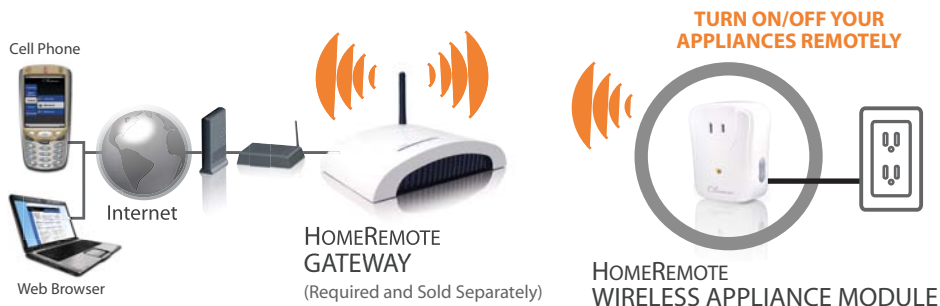 TURN ON/OFF YOUR
APPLIANCES REMOTELY
Cell Phone
Internet
Web Browser
HOMEREMOTE
GATEWAY
(Required and Sold Separately)
HOMEREMOTE
WIRELESS APPLIANCE MODULE